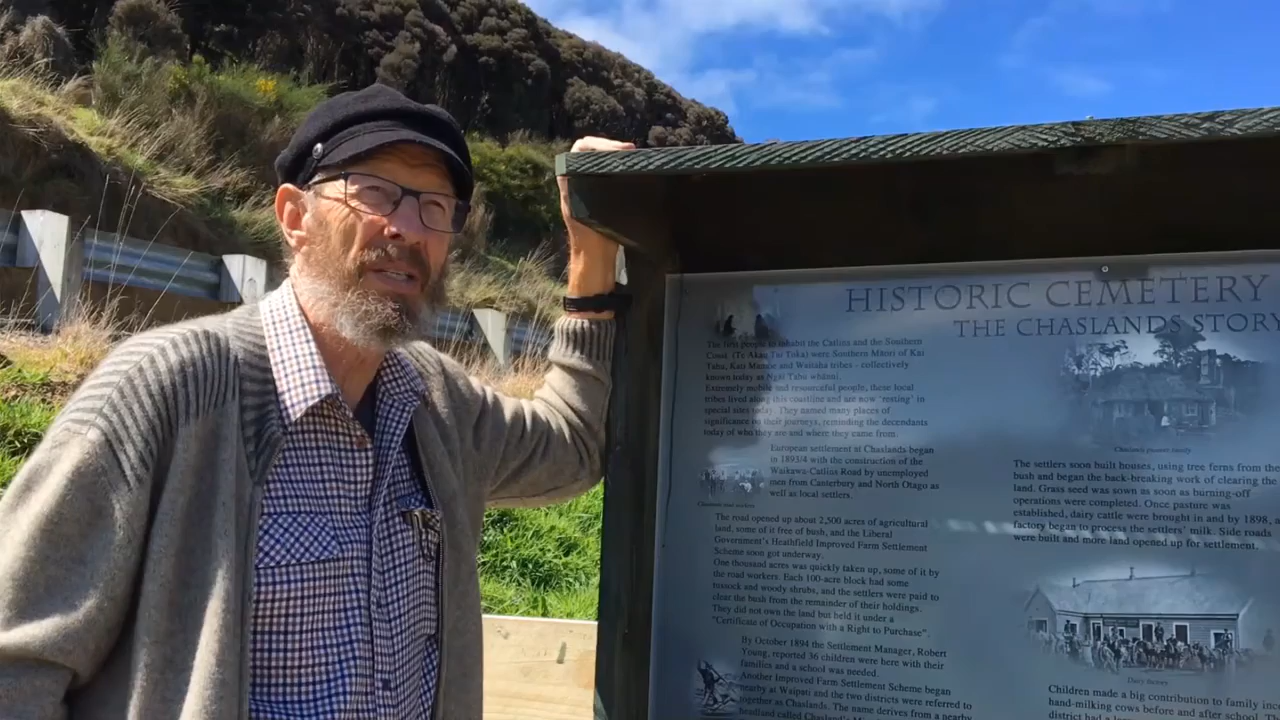 HISTORIC CEMETERY
THE CHASLANDS STORY
The first people to inhabit the Catlins and the Southern
Coast (Te Akau Tai Toka) were Southern Māori of Kai
Tahu, Kati Mamoe and Waitaha tribes - collectively
known today as Ngai Tahu whānui.
Extremely mobile and resourceful people, these local
tribes lived along this coastline and are now 'resting' in
special sites today. They named many places of
significance on their journeys, reminding the decendants
today of who they are and where they came from.
European settlement at Chaslands began
in 1893/4 with the construction of the
Waikawa-Catlins Road by unemployed
men from Canterbury and North Otago as
well as local settlers.
Chaslands road workers
The road opened up about 2,500 acres of agricultural
land, some of it free of bush, and the Liberal
Government's Heathfield Improved Farm Settlement
Scheme soon got underway.
One thousand acres was quickly taken up, some of it by
the road workers. Each 100-acre block had some
tussock and woody shrubs, and the settlers were paid to
clear the bush from the remainder of their holdings.
They did not own the land but held it under a
"Certificate of Occupation with a Right to Purchase".
By October 1894 the Settlement Manager, Robert
Young, reported 36 children were here with their
families and a school was needed.
Another Improved Farm Settlement Scheme began
nearby at Waipati and the two districts were referred to
together as Chaslands. The name derives from a nearby
headland called Chasland's
Chaslands pioneer family
The settlers soon built houses, using tree ferns from the
bush and began the back-breaking work of clearing the
land. Grass seed was sown as soon as burning-off
operations were completed. Once pasture was
established, dairy cattle were brought in and by 1898, a
factory began to process the settlers' milk. Side roads
were built and more land opened up for settlement.
Dairy factory
Children made a big contribution to family inc
hand-milking cows before and after school.
district had a